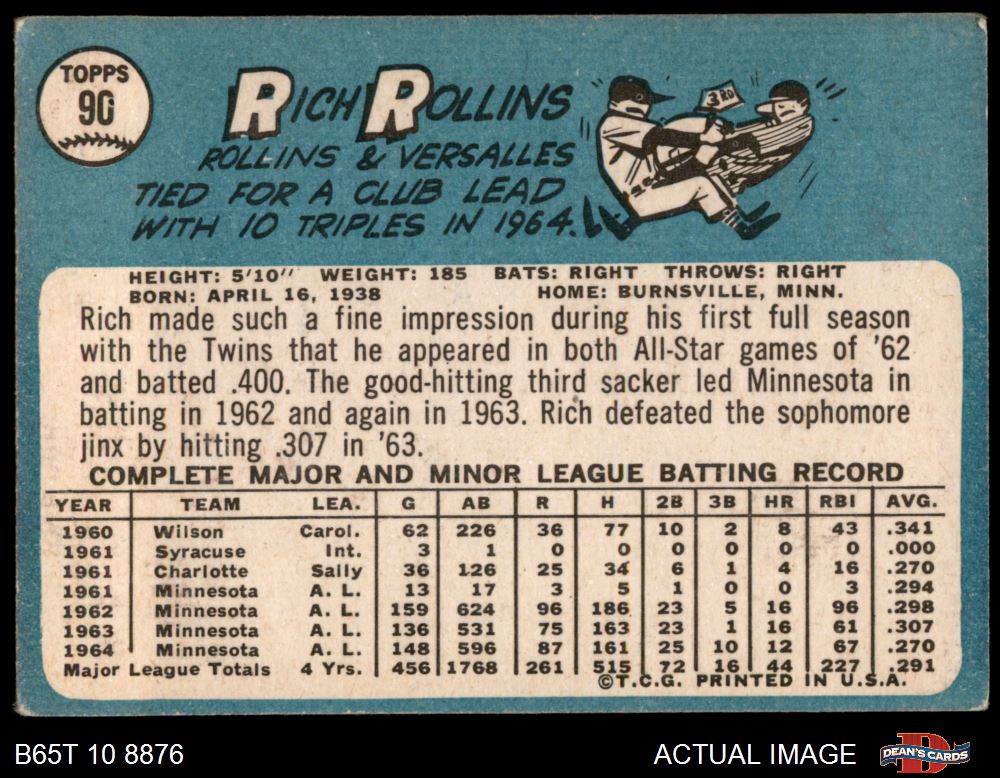 TOPPS
90
RICH ROLLINS
3RD
ROLLINS & VERSALLES
TIED FOR A CLUB LEAD
WITH 10 TRIPLES IN 1964.
HEIGHT: 5'10" WEIGHT: 185 BATS: RIGHT THROWS: RIGHT
BORN: APRIL 16, 1938 HOME: BURNSVILLE, MINN.
Rich made such a fine impression during his first full season
with the Twins that he appeared in both All-Star games of '62
and batted .400. The good-hitting third sacker led Minnesota in
batting in 1962 and again in 1963. Rich defeated the sophomore
jinx by hitting .307 in '63.
COMPLETE MAJOR AND MINOR LEAGUE BATTING RECORD
YEAR TEAM LEA. G AB R H 2B 3B HR RBI AVG.
1960 Wilson Carol. 62 226 36 77 10 2 8 43 .341
1961 Syracuse Int. 3 1 0 0 0 0 0 0 .000
1961 Charlotte Sally 36 126 25 34 6 1 4 16 .270
1961 Minnesota A. L. 13 17 3 5 1 0 0 3 .294
1962 Minnesota A. L. 159 624 96 186 23 5 16 96 .298
1963 Minnesota A. L. 136 531 75 163 23 1 16 61 .307
1964 Minnesota A. L. 148 596 87 161 25 10 12 67 .270
Major League Totals 4 Yrs. 456 1768 261 515 72 16 44 227 .291
©T.C.G. PRINTED IN U.S.A.
B65T 10 8876 ACTUAL IMAGE DEAN'S CARDS